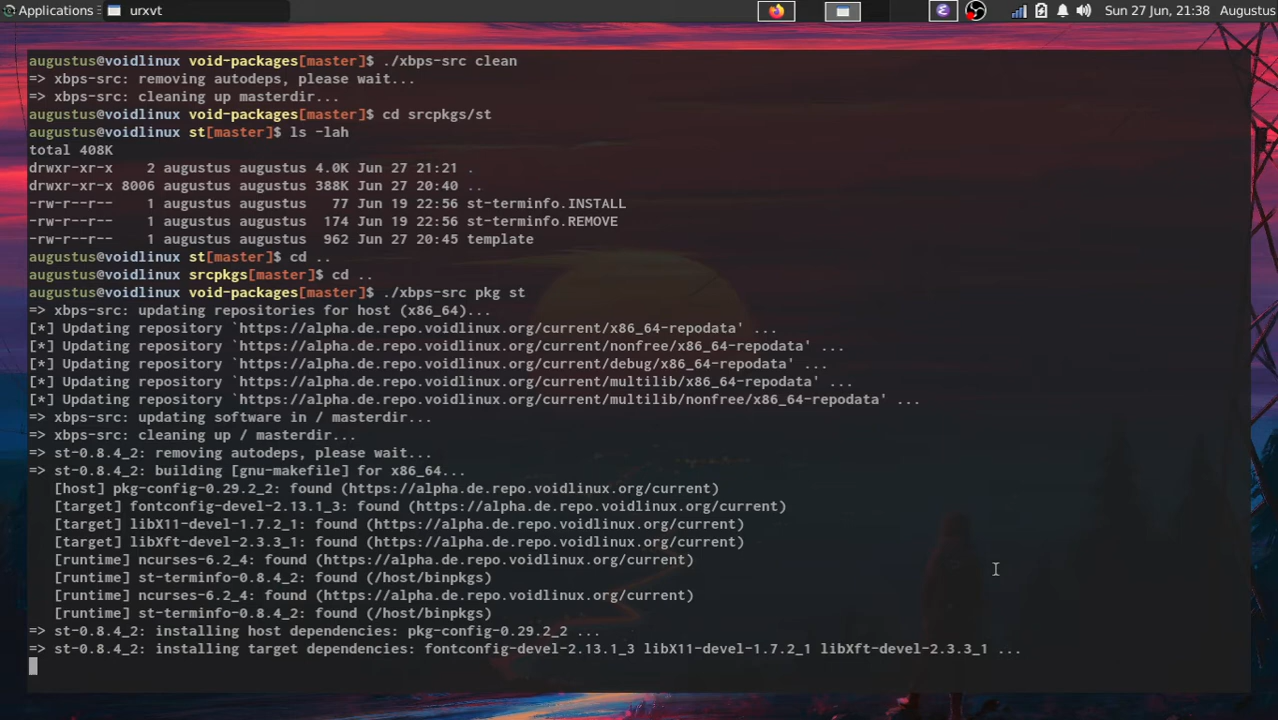 Applications urxvt Sun 27 Jun, 21:38 Augustus
augustus@voidlinux void-packages[master]$ ./xbps-src clean
=> xbps-src: removing autodeps, please wait...
=> xbps-src: cleaning up masterdir...
augustus@voidlinux void-packages[master]$ cd srcpkgs/st
augustus@voidlinux st[master]$ ls -lah
total 408K
drwxr-xr-x    2 augustus augustus 4.0K Jun 27 21:21 .
drwxr-xr-x 8006 augustus augustus 388K Jun 27 20:40 ..
-rw-r--r--    1 augustus augustus   77 Jun 19 22:56 st-terminfo.INSTALL
-rw-r--r--    1 augustus augustus  174 Jun 19 22:56 st-terminfo.REMOVE
-rw-r--r--    1 augustus augustus  962 Jun 27 20:45 template
augustus@voidlinux st[master]$ cd ..
augustus@voidlinux srcpkgs[master]$ cd ..
augustus@voidlinux void-packages[master]$ ./xbps-src pkg st
=> xbps-src: updating repositories for host (x86_64)...
[*] Updating repository `https://alpha.de.repo.voidlinux.org/current/x86_64-repodata' ...
[*] Updating repository `https://alpha.de.repo.voidlinux.org/current/nonfree/x86_64-repodata' ...
[*] Updating repository `https://alpha.de.repo.voidlinux.org/current/debug/x86_64-repodata' ...
[*] Updating repository `https://alpha.de.repo.voidlinux.org/current/multilib/x86_64-repodata' ...
[*] Updating repository `https://alpha.de.repo.voidlinux.org/current/multilib/nonfree/x86_64-repodata' ...
=> xbps-src: updating software in / masterdir...
=> xbps-src: cleaning up / masterdir...
=> st-0.8.4_2: removing autodeps, please wait...
=> st-0.8.4_2: building [gnu-makefile] for x86_64...
   [host] pkg-config-0.29.2_2: found (https://alpha.de.repo.voidlinux.org/current)
   [target] fontconfig-devel-2.13.1_3: found (https://alpha.de.repo.voidlinux.org/current)
   [target] libX11-devel-1.7.2_1: found (https://alpha.de.repo.voidlinux.org/current)
   [target] libXft-devel-2.3.3_1: found (https://alpha.de.repo.voidlinux.org/current)
   [runtime] ncurses-6.2_4: found (https://alpha.de.repo.voidlinux.org/current)
   [runtime] st-terminfo-0.8.4_2: found (/host/binpkgs)
   [runtime] ncurses-6.2_4: found (https://alpha.de.repo.voidlinux.org/current)
   [runtime] st-terminfo-0.8.4_2: found (/host/binpkgs)
=> st-0.8.4_2: installing host dependencies: pkg-config-0.29.2_2 ...
=> st-0.8.4_2: installing target dependencies: fontconfig-devel-2.13.1_3 libX11-devel-1.7.2_1 libXft-devel-2.3.3_1 ...